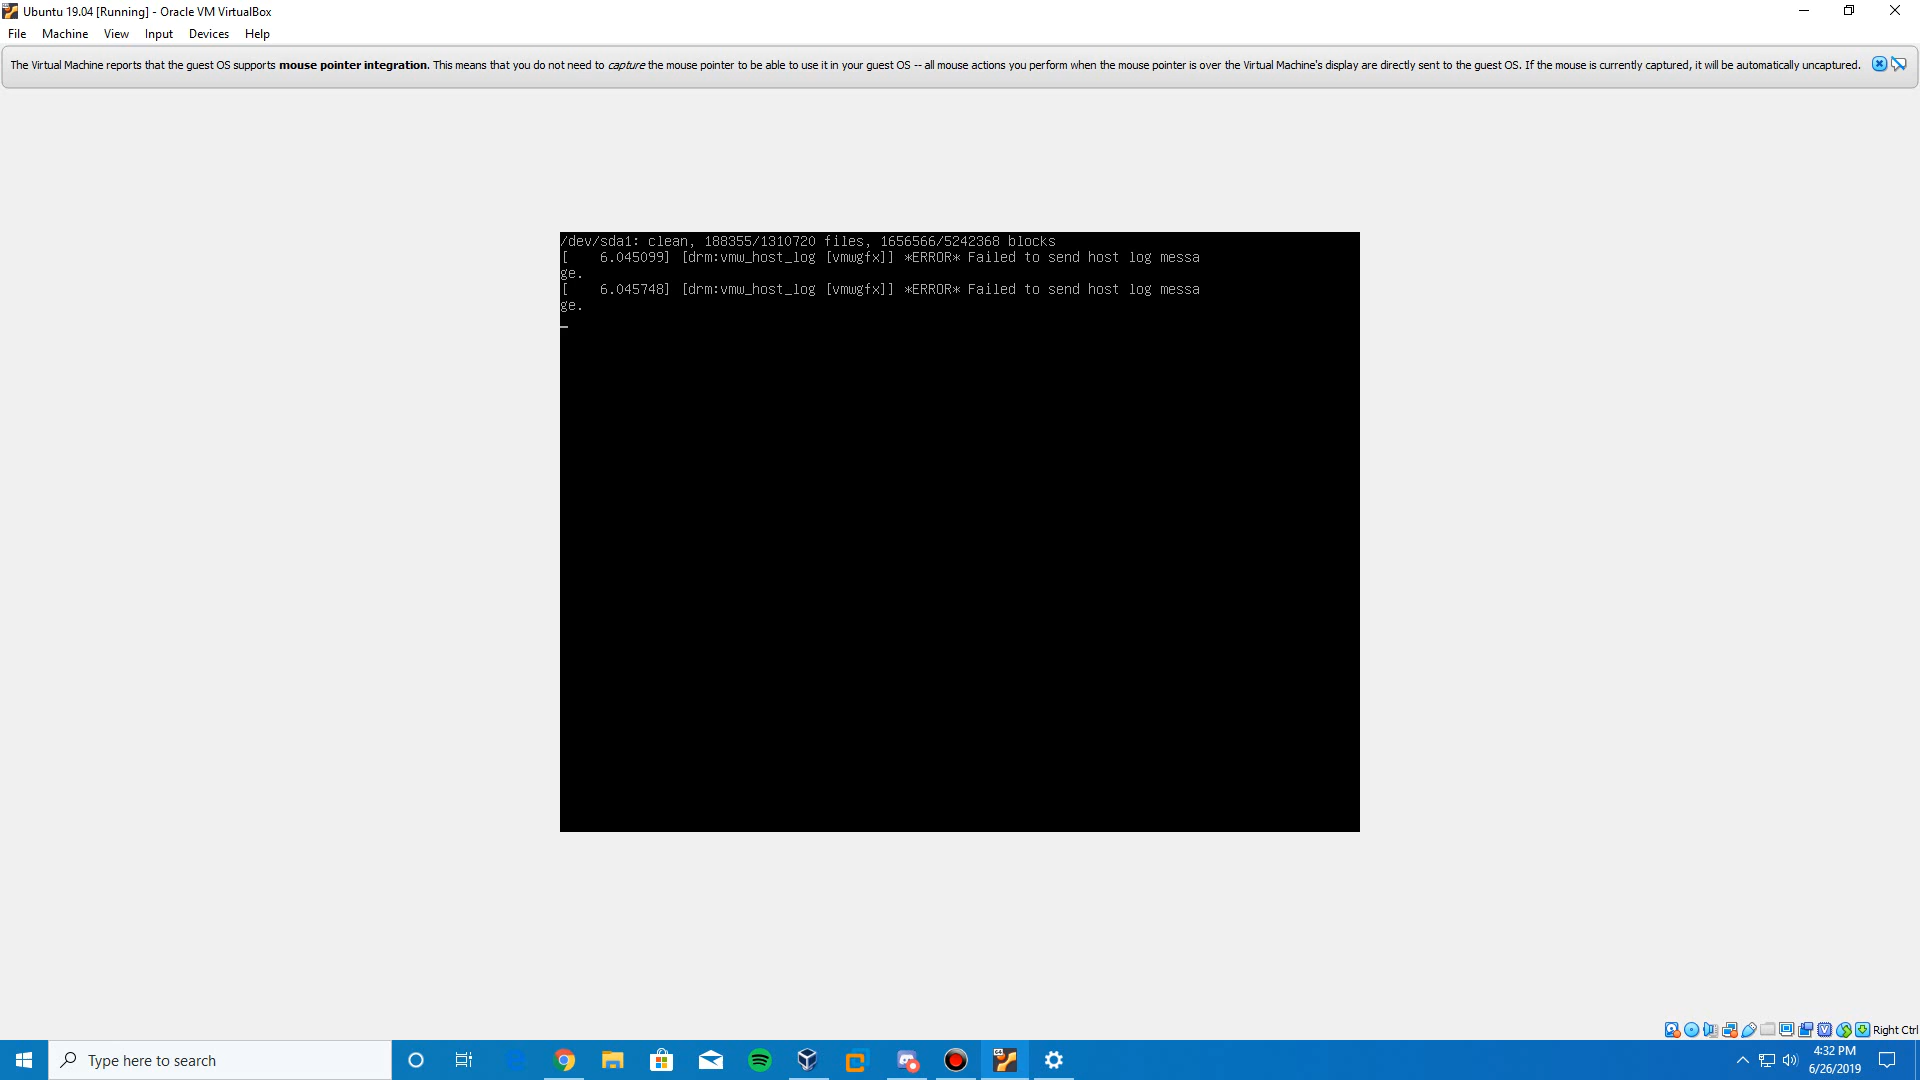 Ubuntu 19.04 [Running] - Oracle VM VirtualBox
File Machine View Input Devices Help
The Virtual Machine reports that the guest OS supports mouse pointer integration. This means that you do not need to capture the mouse pointer to be able to use it in your guest OS -- all mouse actions you perform when the mouse pointer is over the Virtual Machine's display are directly sent to the guest OS. If the mouse is currently captured, it will be automatically uncaptured.
/dev/sda1: clean, 188355/1310720 files, 1656566/5242368 blocks
[    6.045099] [drm:vmw_host_log [vmwgfx]] *ERROR* Failed to send host log messa
ge.
[    6.045748] [drm:vmw_host_log [vmwgfx]] *ERROR* Failed to send host log messa
ge.
_
Right Ctrl
Type here to search
4:32 PM
6/26/2019